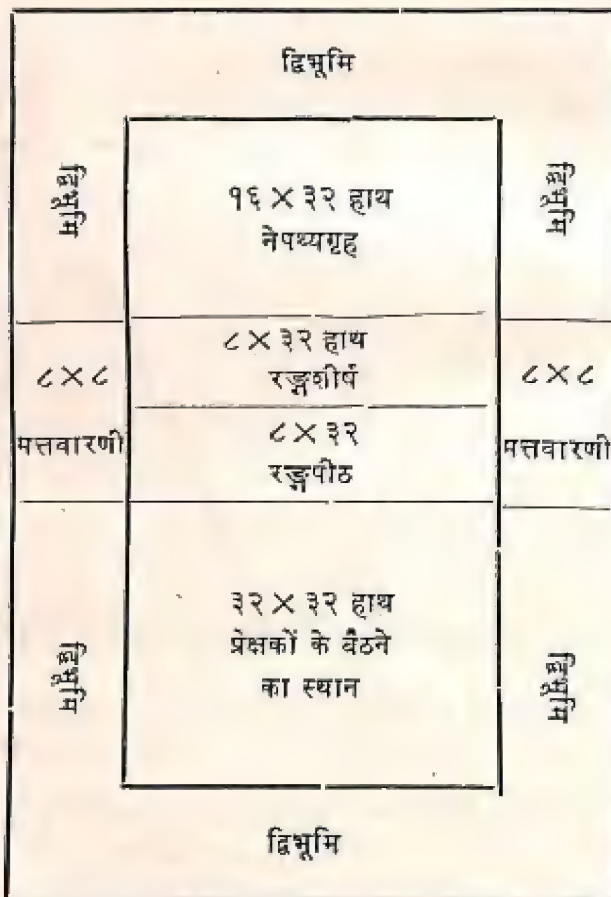 द्विभूमि
द्विभूमि
१६ × ३२ हाथ
नेपथ्यगृह
द्विभूमि
८ × ८
मत्तवारणी
८ × ३२ हाथ
रङ्गशीर्ष
८ × ३२
रङ्गपीठ
८ × ८
मत्तवारणी
द्विभूमि
३२ × ३२ हाथ
प्रेक्षकों के बैठने
का स्थान
द्विभूमि
द्विभूमि